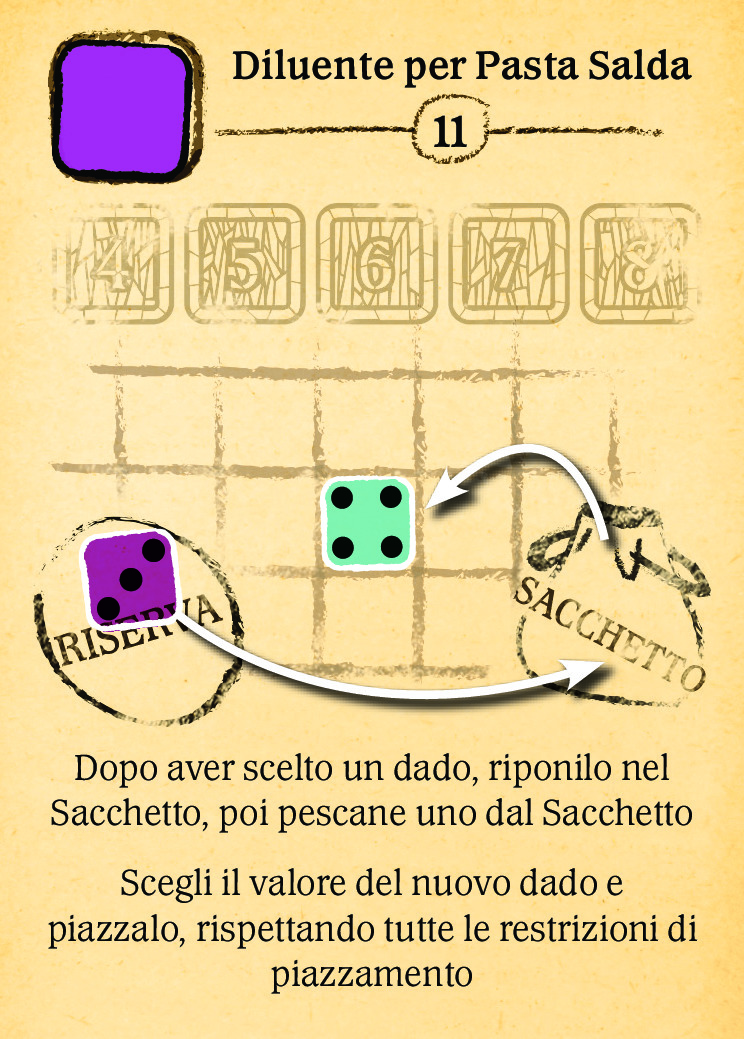 Diluente per Pasta Salda
11
4 5 6 7 8
RISERVA
SACCHETTO
Dopo aver scelto un dado, riponilo nel
Sacchetto, poi pescane uno dal Sacchetto
Scegli il valore del nuovo dado e
piazzalo, rispettando tutte le restrizioni di
piazzamento